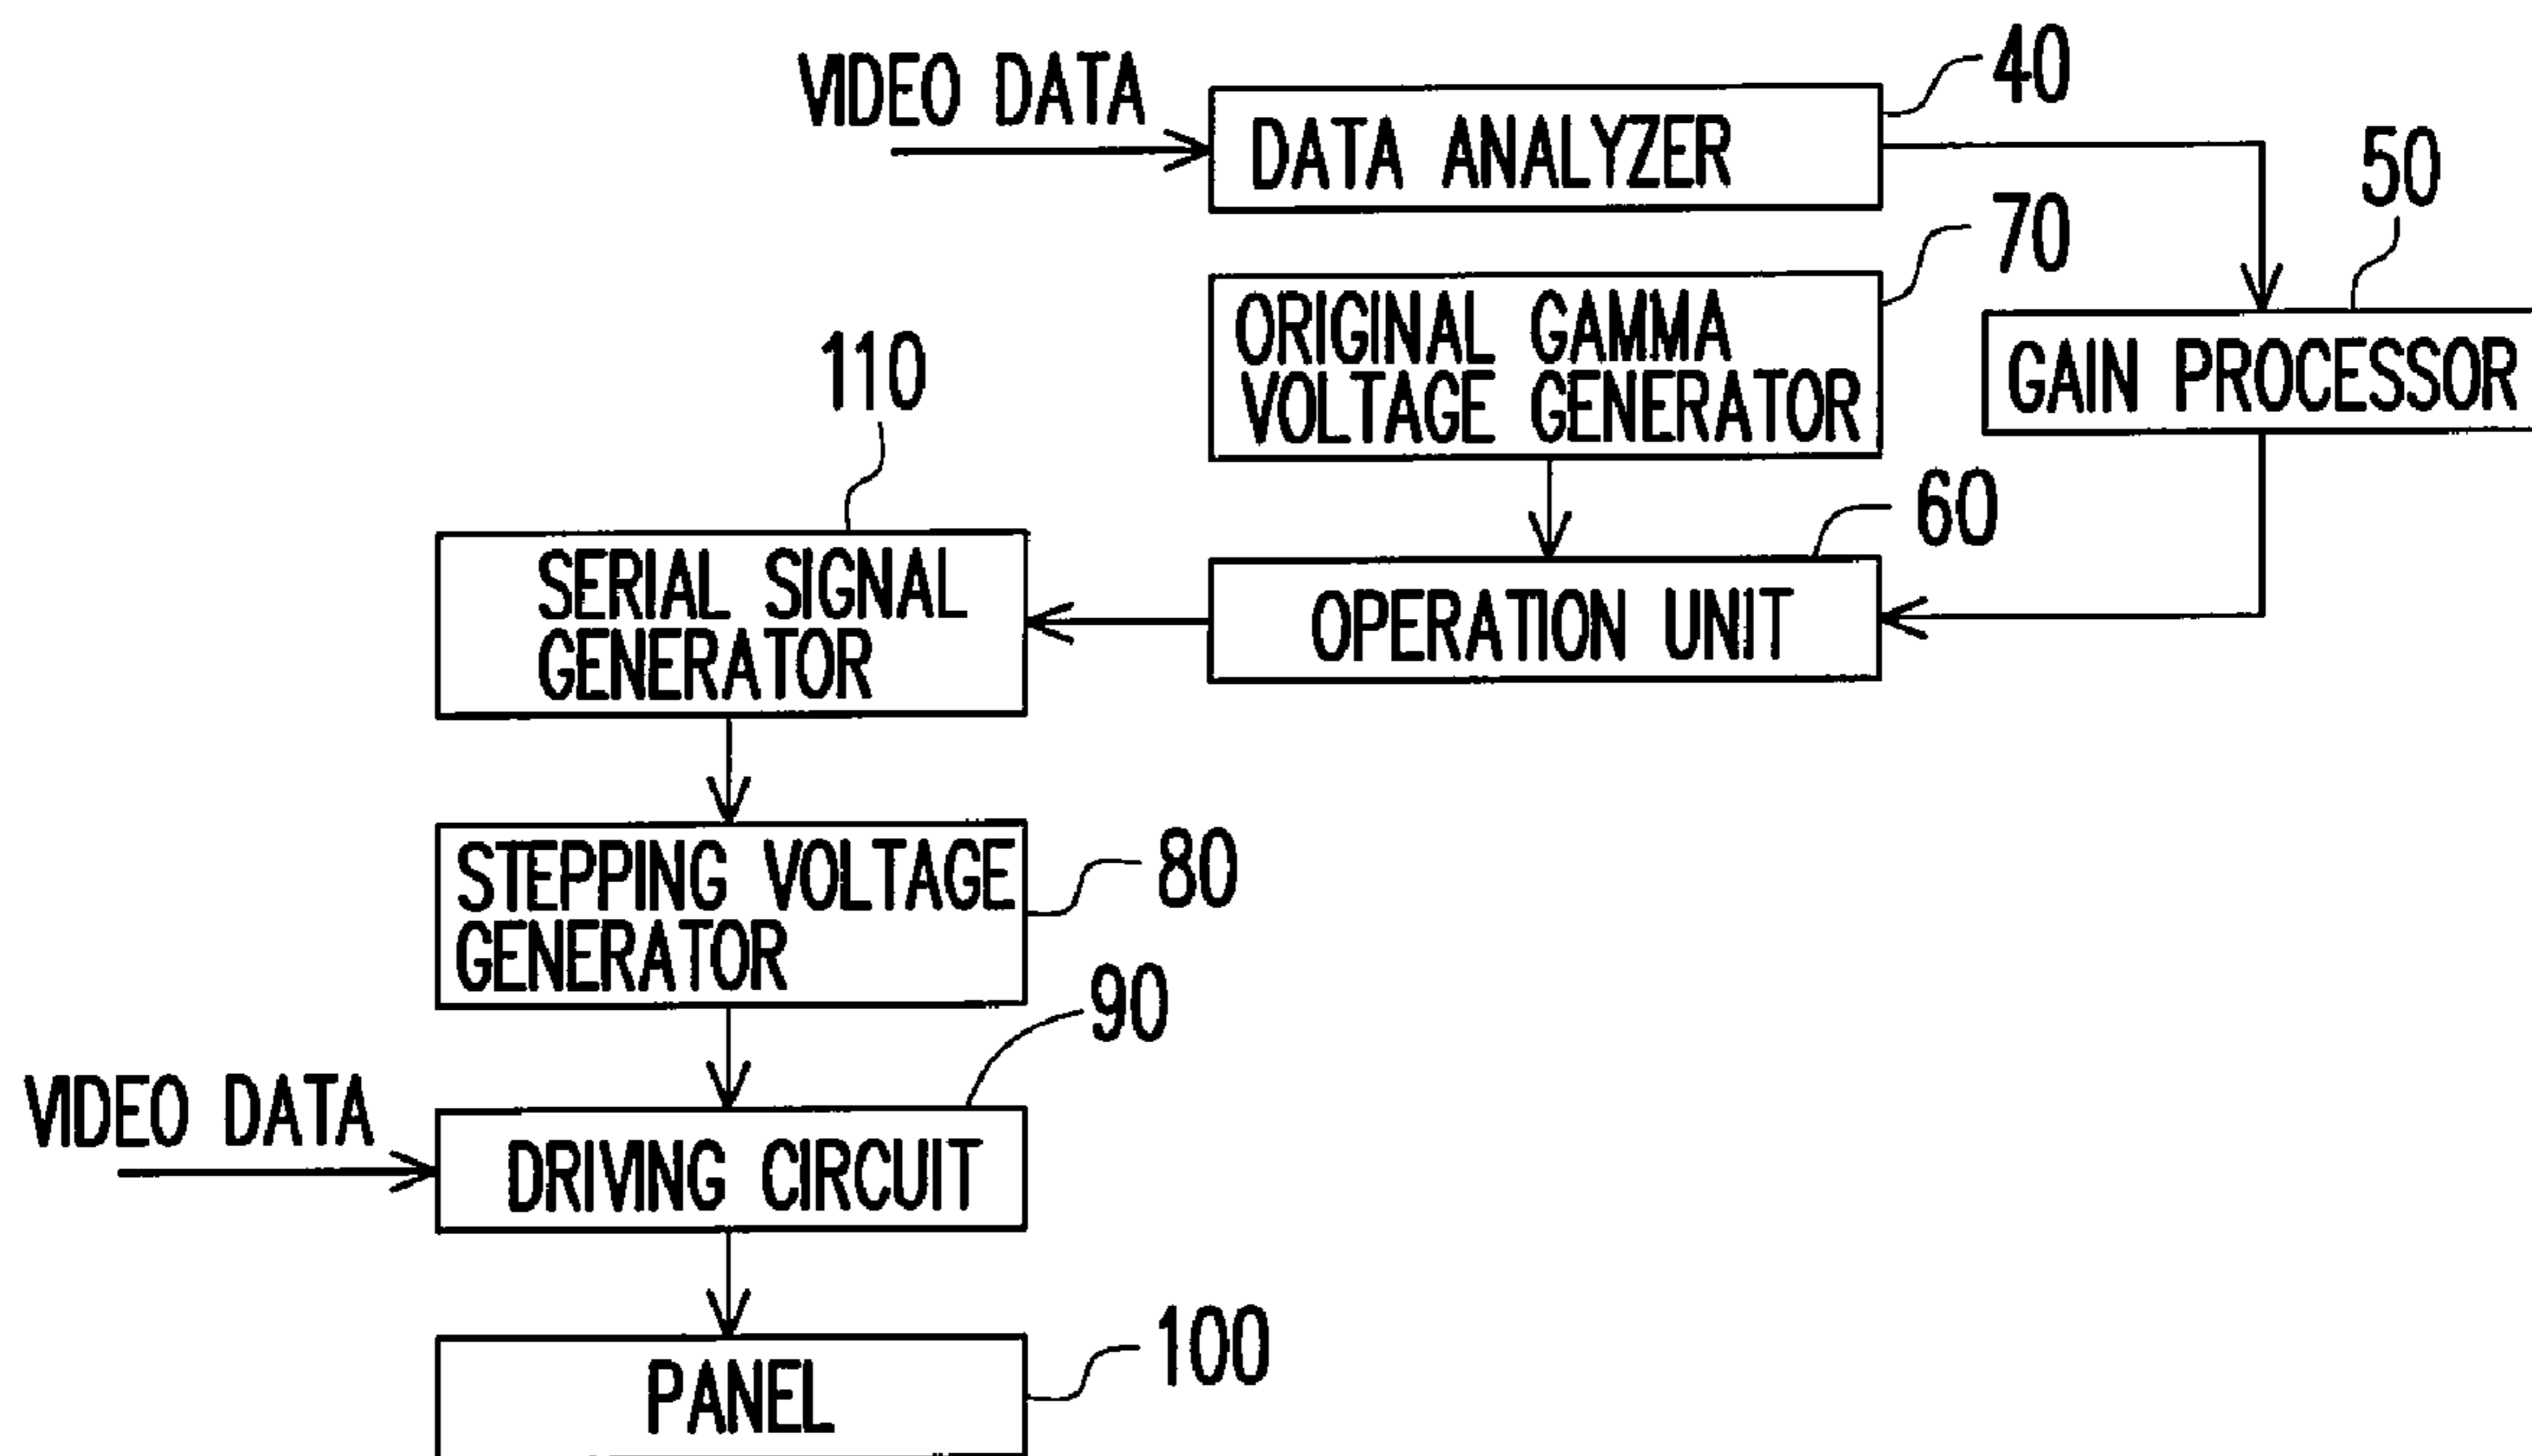 VIDEO DATA
40
DATA ANALYZER
50
70
ORIGINAL GAMMA
VOLTAGE GENERATOR
GAIN PROCESSOR
110
60
SERIAL SIGNAL
GENERATOR
OPERATION UNIT
STEPPING VOLTAGE
GENERATOR
80
90
VIDEO DATA
DRIVING CIRCUIT
100
PANEL